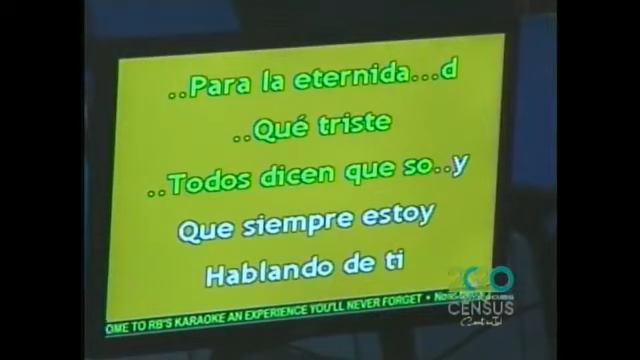 ..Para la eternida...d
..Qué triste
..Todos dicen que so..y
Que siempre estoy
Hablando de ti
OME TO RB'S KARAOKE AN EXPERIENCE YOU'LL NEVER FORGET • No
CENSUS